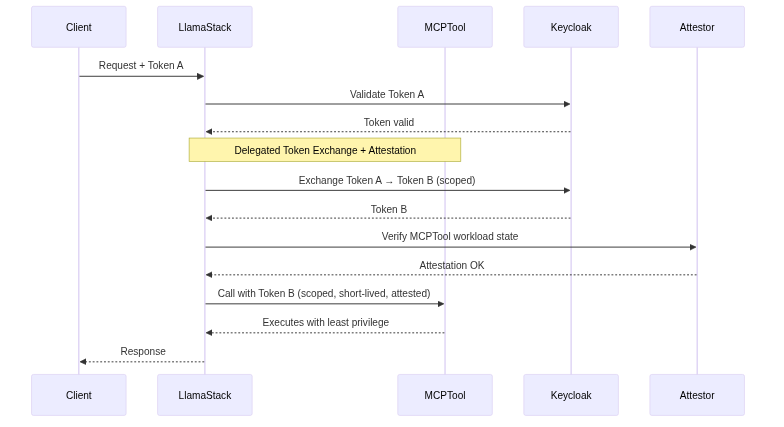 Client
LlamaStack
MCPTool
Keycloak
Attestor
Request + Token A
Validate Token A
Token valid
Delegated Token Exchange + Attestation
Exchange Token A → Token B (scoped)
Token B
Verify MCPTool workload state
Attestation OK
Call with Token B (scoped, short-lived, attested)
Executes with least privilege
Response
Client
LlamaStack
MCPTool
Keycloak
Attestor